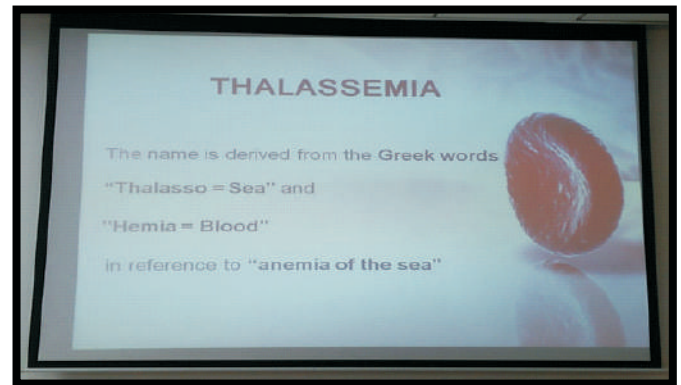 THALASSEMIA
The name is derived from the Greek words
"Thalasso = Sea" and
"Hemia = Blood"
in reference to "anemia of the sea"